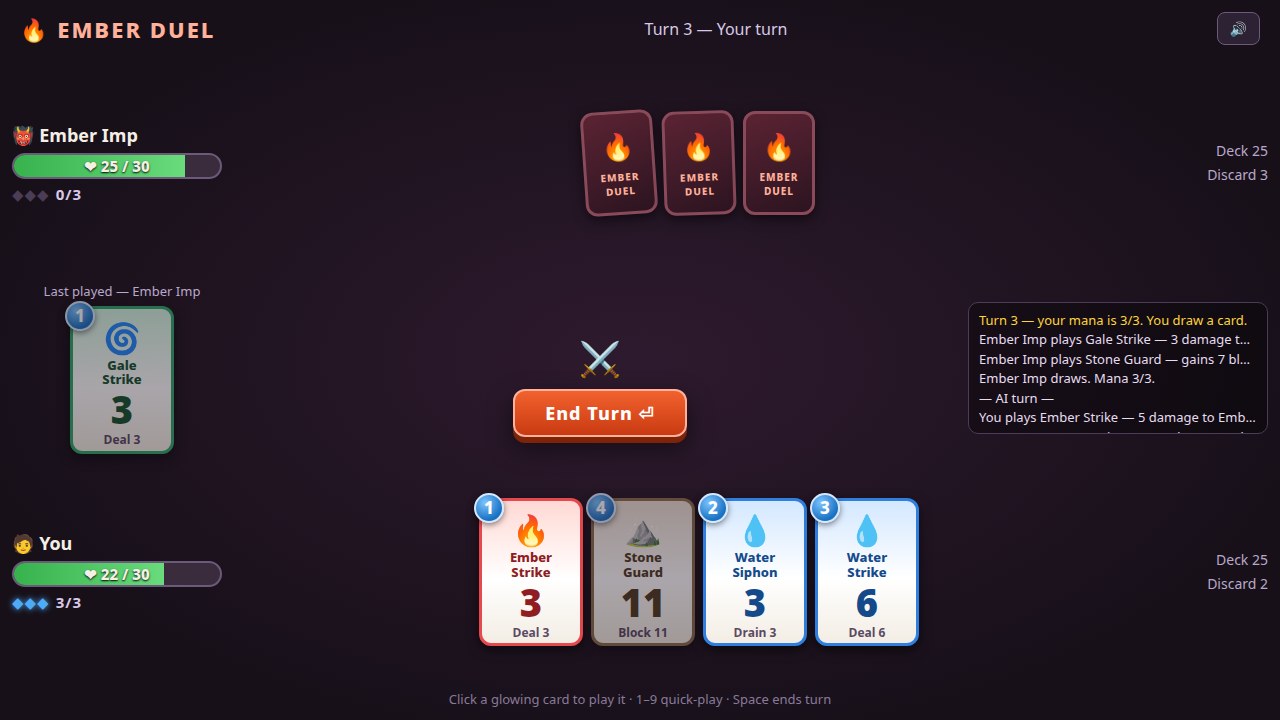 EMBER DUEL
Turn 3 — Your turn
Ember Imp
25 / 30
0/3
EMBER
DUEL
EMBER
DUEL
EMBER
DUEL
Deck 25
Discard 3
Last played — Ember Imp
1
Gale
Strike
3
Deal 3
End Turn ⏎
Turn 3 — your mana is 3/3. You draw a card.
Ember Imp plays Gale Strike — 3 damage t…
Ember Imp plays Stone Guard — gains 7 bl…
Ember Imp draws. Mana 3/3.
— AI turn —
You plays Ember Strike — 5 damage to Emb…
You
22 / 30
3/3
1
Ember
Strike
3
Deal 3
4
Stone
Guard
11
Block 11
2
Water
Siphon
3
Drain 3
3
Water
Strike
6
Deal 6
Deck 25
Discard 2
Click a glowing card to play it · 1–9 quick-play · Space ends turn